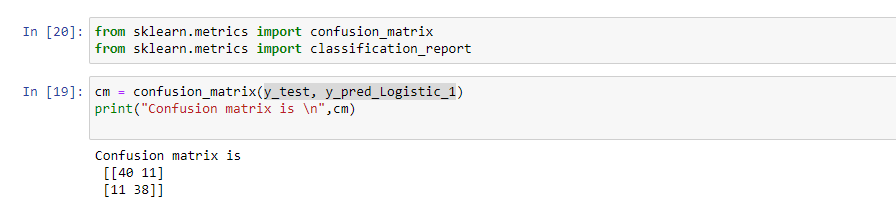 In [20]: from sklearn.metrics import confusion_matrix
from sklearn.metrics import classification_report
In [19]: cm = confusion_matrix(y_test, y_pred_Logistic_1)
print("Confusion matrix is \n",cm)
Confusion matrix is
[[40 11]
[11 38]]